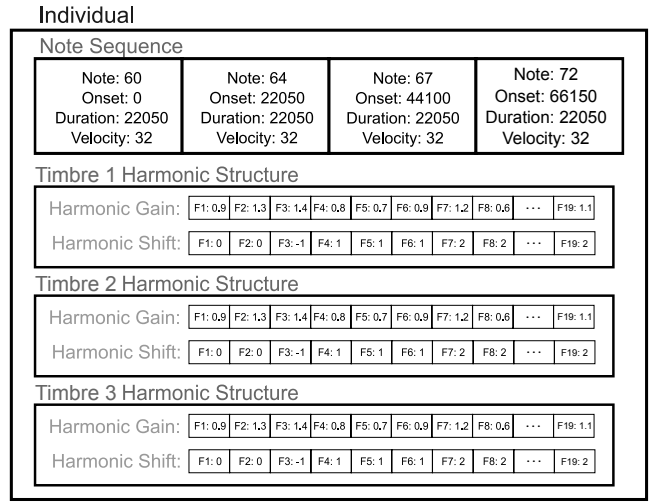 Individual
Note Sequence
Note: 60 Note: 64 Note: 67 Note: 72
Onset: 0 Onset: 22050 Onset: 44100 Onset: 66150
Duration: 22050 Duration: 22050 Duration: 22050 Duration: 22050
Velocity: 32 Velocity: 32 Velocity: 32 Velocity: 32
Timbre 1 Harmonic Structure
Harmonic Gain: F1: 0.9 F2: 1.3 F3: 1.4 F4: 0.8 F5: 0.7 F6: 0.9 F7: 1.2 F8: 0.6 ... F19: 1.1
Harmonic Shift: F1: 0 F2: 0 F3: -1 F4: 1 F5: 1 F6: 1 F7: 2 F8: 2 ... F19: 2
Timbre 2 Harmonic Structure
Harmonic Gain: F1: 0.9 F2: 1.3 F3: 1.4 F4: 0.8 F5: 0.7 F6: 0.9 F7: 1.2 F8: 0.6 ... F19: 1.1
Harmonic Shift: F1: 0 F2: 0 F3: -1 F4: 1 F5: 1 F6: 1 F7: 2 F8: 2 ... F19: 2
Timbre 3 Harmonic Structure
Harmonic Gain: F1: 0.9 F2: 1.3 F3: 1.4 F4: 0.8 F5: 0.7 F6: 0.9 F7: 1.2 F8: 0.6 ... F19: 1.1
Harmonic Shift: F1: 0 F2: 0 F3: -1 F4: 1 F5: 1 F6: 1 F7: 2 F8: 2 ... F19: 2